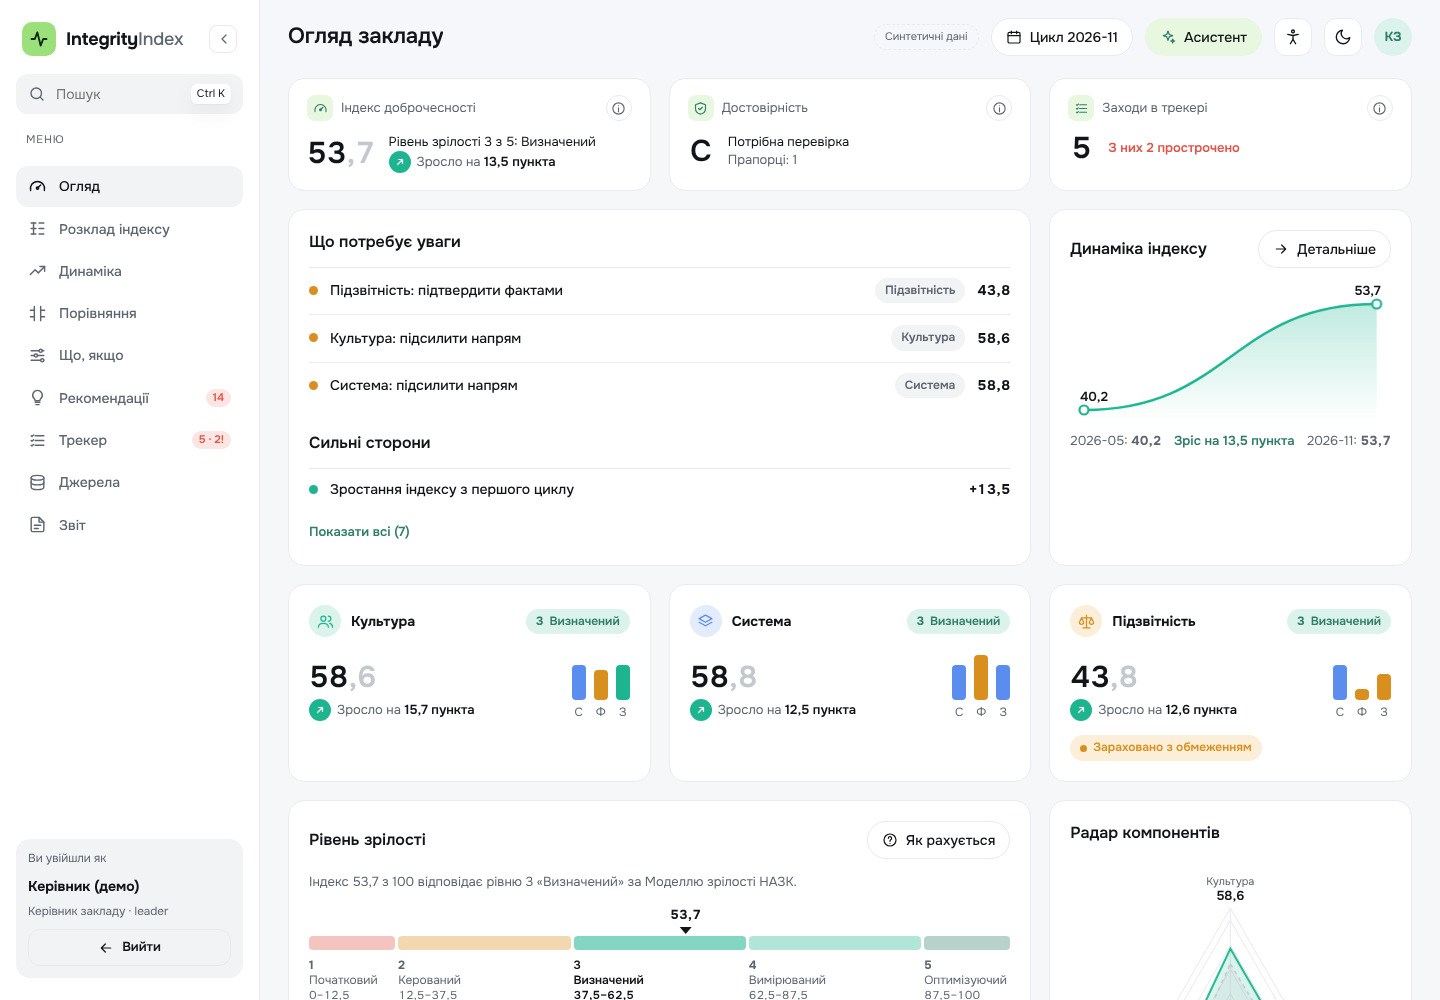 IntegrityIndex
Пошук
Ctrl K
МЕНЮ
Огляд
Розклад індексу
Динаміка
Порівняння
Що, якщо
Рекомендації
14
Трекер
5 · 2!
Джерела
Звіт
Ви увійшли як
Керівник (демо)
Керівник закладу · leader
Вийти
Огляд закладу
Синтетичні дані
Цикл 2026-11
Асистент
КЗ
Індекс доброчесності
53,7
Рівень зрілості 3 з 5: Визначений
Зросло на 13,5 пункта
Достовірність
C
Потрібна перевірка
Прапорці: 1
Заходи в трекері
5
З них 2 прострочено
Що потребує уваги
Підзвітність: підтвердити фактами
Підзвітність
43,8
Культура: підсилити напрям
Культура
58,6
Система: підсилити напрям
Система
58,8
Сильні сторони
Зростання індексу з першого циклу
+13,5
Показати всі (7)
Динаміка індексу
Детальніше
53,7
40,2
2026-05: 40,2
Зріс на 13,5 пункта
2026-11: 53,7
Культура
3 Визначений
58,6
Зросло на 15,7 пункта
С Ф З
Система
3 Визначений
58,8
Зросло на 12,5 пункта
С Ф З
Підзвітність
3 Визначений
43,8
Зросло на 12,6 пункта
С Ф З
Зараховано з обмеженням
Рівень зрілості
Як рахується
Індекс 53,7 з 100 відповідає рівню 3 «Визначений» за Моделлю зрілості НАЗК.
53,7
1
Початковий
0–12,5
2
Керований
12,5–37,5
3
Визначений
37,5–62,5
4
Вимірюваний
62,5–87,5
5
Оптимізуючий
87,5–100
Радар компонентів
Культура
58,6